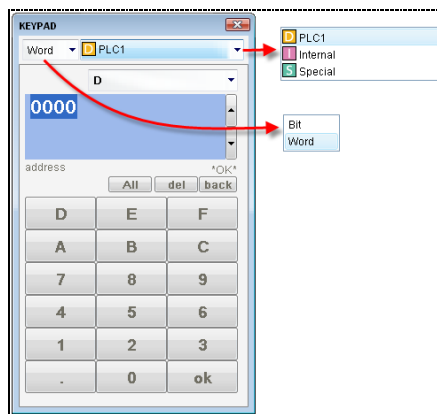 KEYPAD
Word D PLC1
D
0000
address *OK*
All del back
D E F
A B C
7 8 9
4 5 6
1 2 3
. 0 ok
D PLC1
I Internal
S Special
Bit
Word